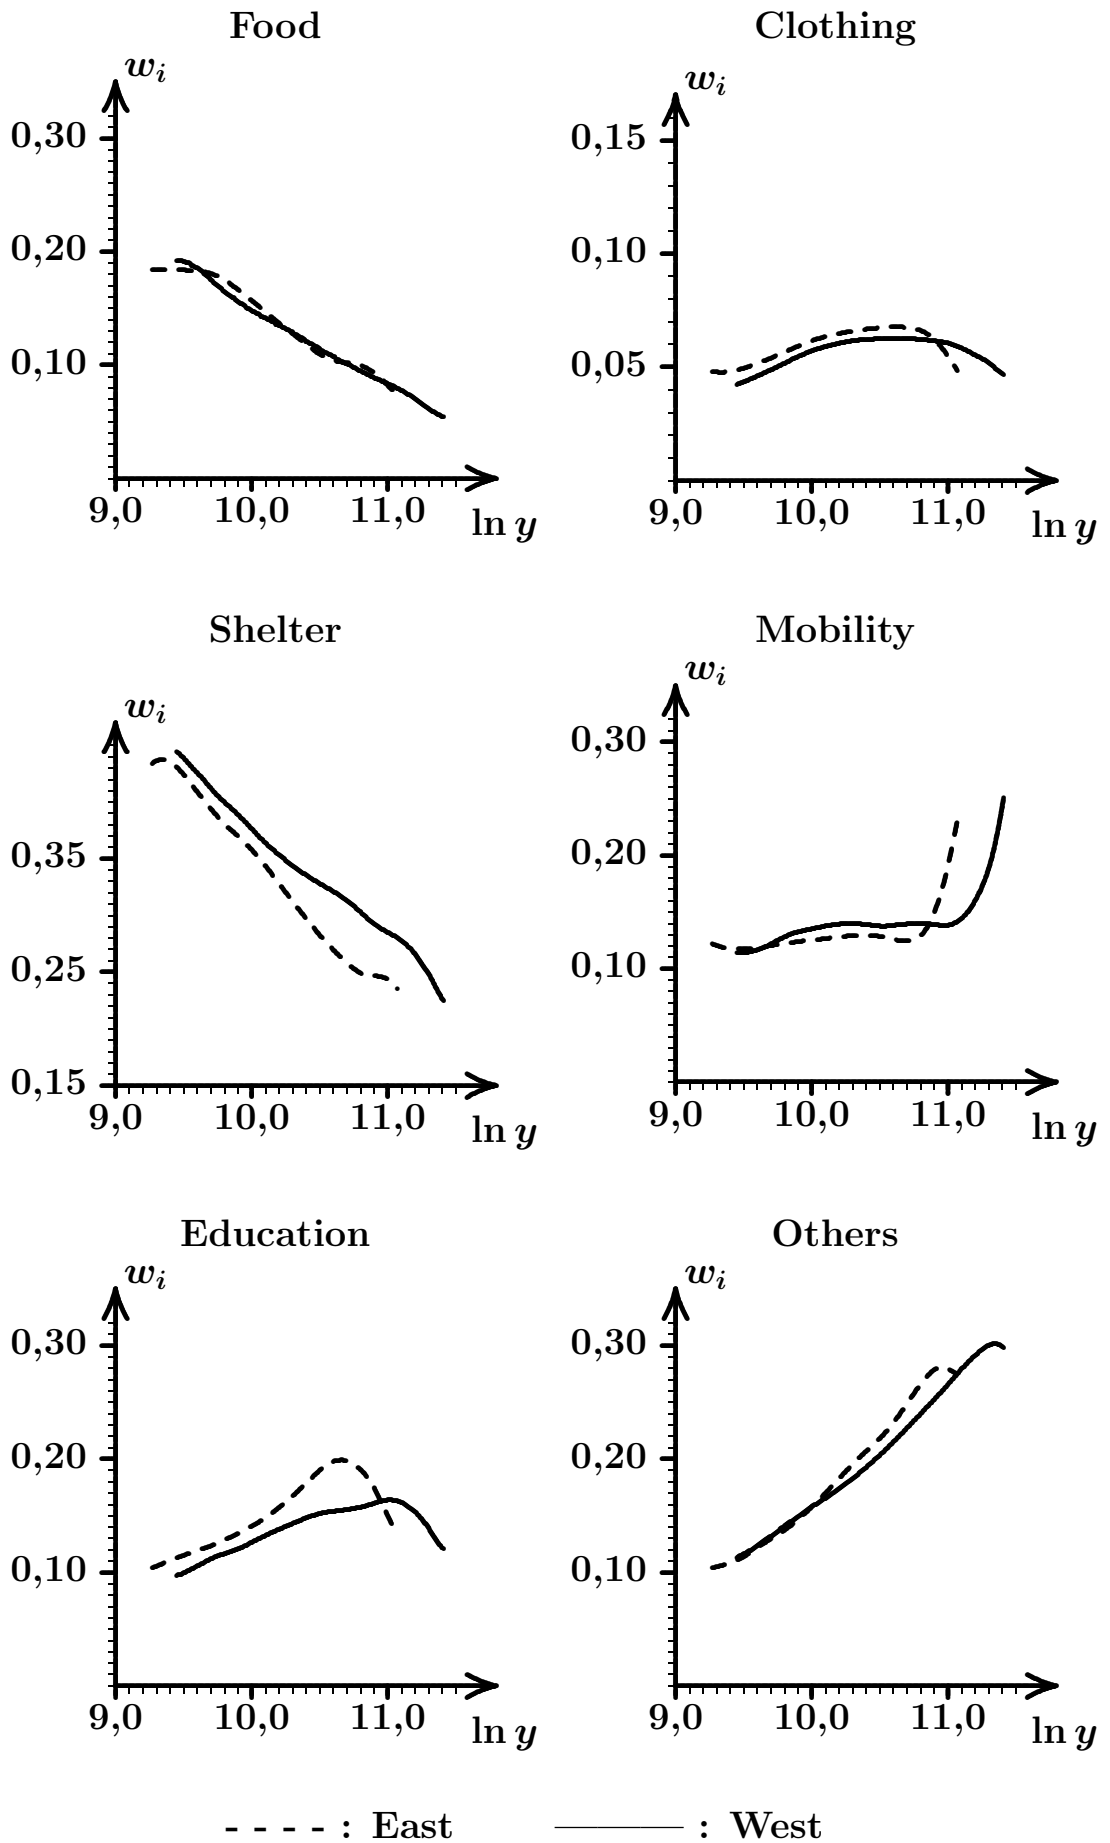 Food
w_i
0,30
0,20
0,10
9,0 10,0 11,0
ln y
Clothing
w_i
0,15
0,10
0,05
9,0 10,0 11,0
ln y
Shelter
w_i
0,35
0,25
0,15
9,0 10,0 11,0
ln y
Mobility
w_i
0,30
0,20
0,10
9,0 10,0 11,0
ln y
Education
w_i
0,30
0,20
0,10
9,0 10,0 11,0
ln y
Others
w_i
0,30
0,20
0,10
9,0 10,0 11,0
ln y
: East : West